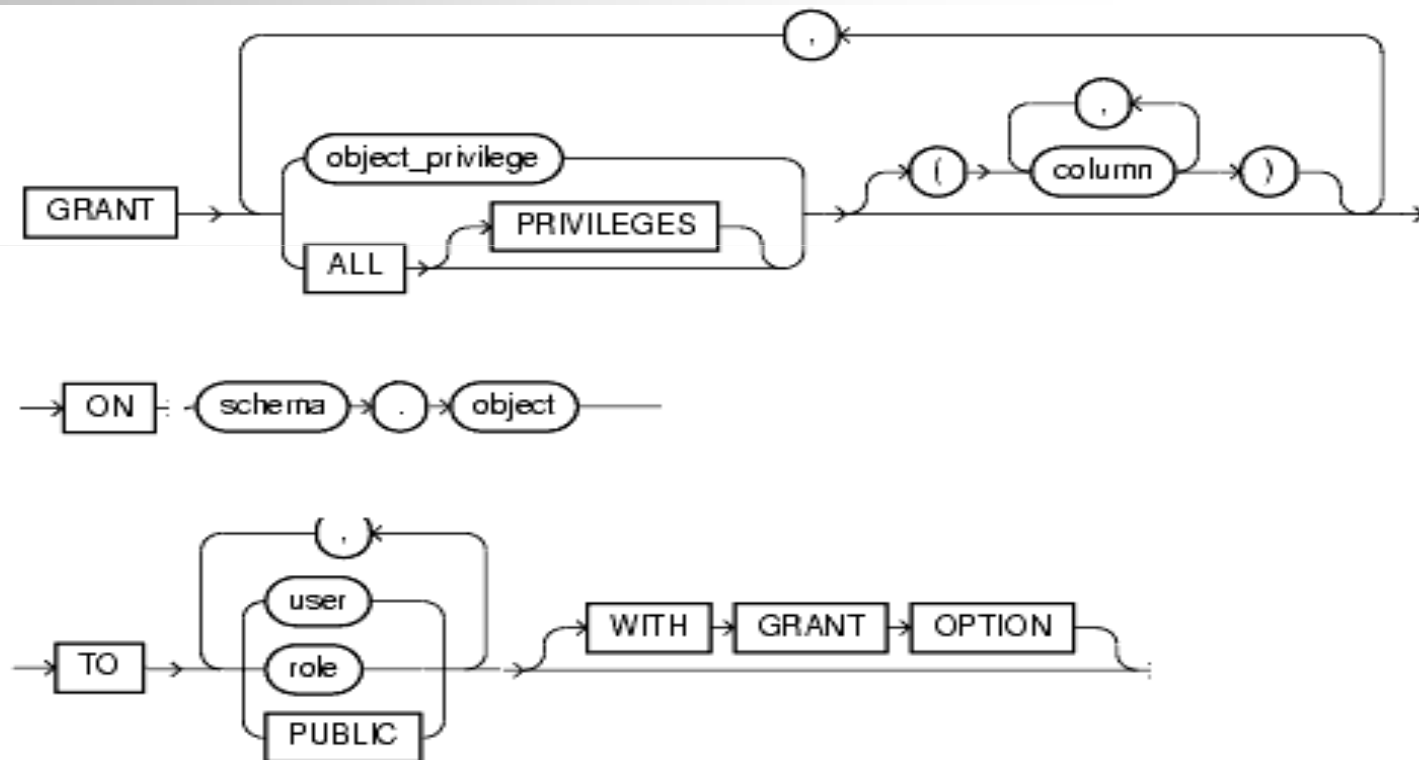 ,
,
object_privilege
( column )
GRANT
PRIVILEGES
ALL
ON schema . object
,
user
WITH GRANT OPTION
TO role
PUBLIC